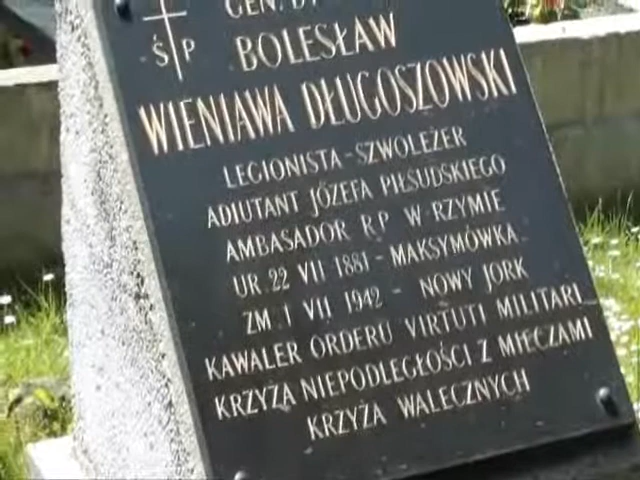 GEN. DY
Ś P
BOLESŁAW
WIENIAWA DŁUGOSZOWSKI
LEGIONISTA - SZWOLEŻER
ADIUTANT JÓZEFA PIŁSUDSKIEGO
AMBASADOR R.P. W RZYMIE
UR 22 VII 1881 - MAKSYMÓWKA
ZM 1 VII 1942 - NOWY JORK
KAWALER ORDERU VIRTUTI MILITARI
KRZYŻA NIEPODLEGŁOŚCI Z MIECZAMI
KRZYŻA WALECZNYCH